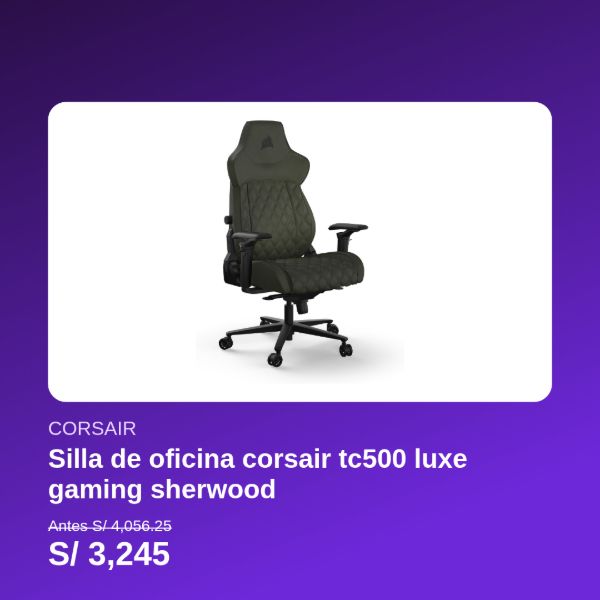 CORSAIR
Silla de oficina corsair tc500 luxe
gaming sherwood
Antes S/ 4,056.25
S/ 3,245